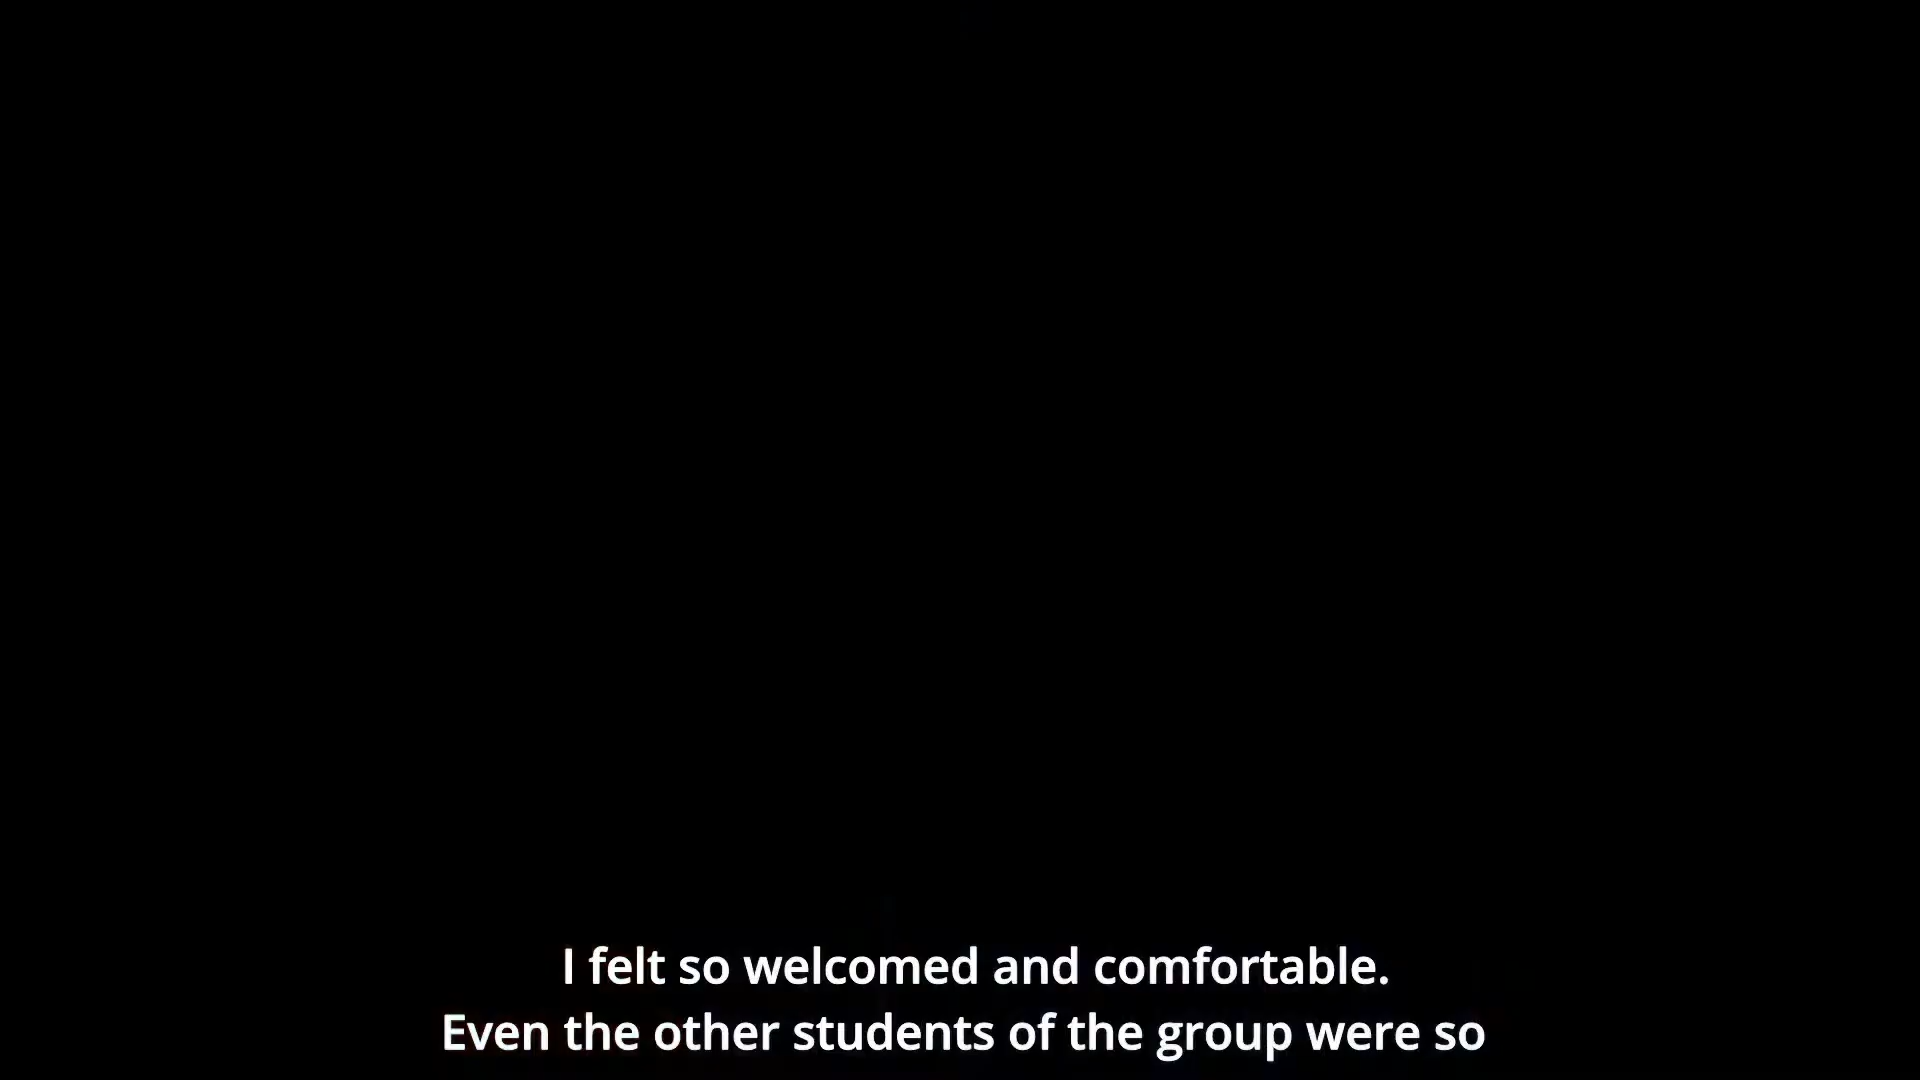 I felt so welcomed and comfortable.
Even the other students of the group were so